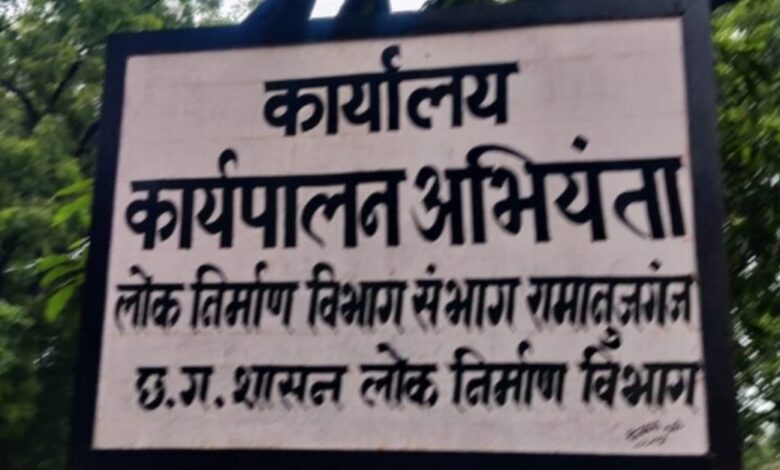 कार्यालय
कार्यपालन अभियंता
लोक निर्माण विभाग संभाग रामानुजगंज
छ.ग. शासन लोक निर्माण विभाग